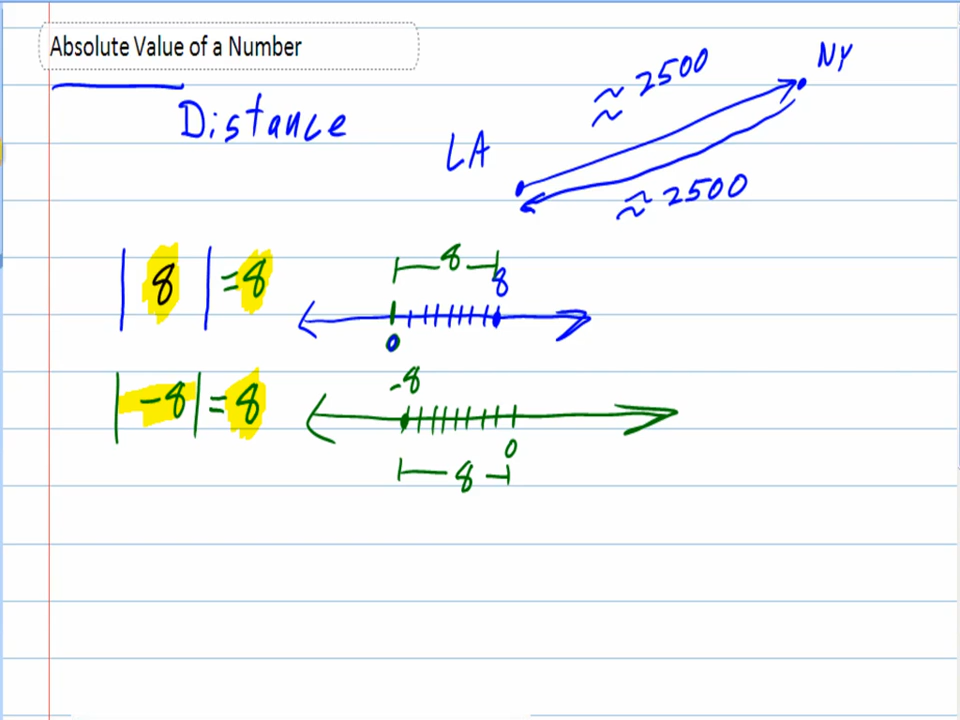 Absolute Value of a Number
Distance
LA
NY
≈ 2500
≈ 2500
|8| = 8
8
8
0
|-8| = 8
-8
0
8